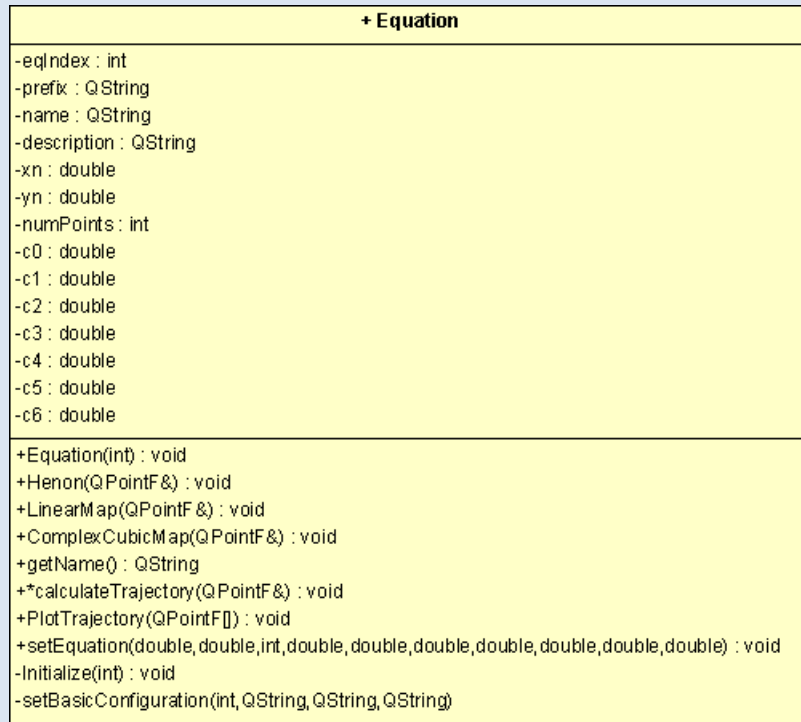 + Equation
-eqIndex : int
-prefix : QString
-name : QString
-description : QString
-xn : double
-yn : double
-numPoints : int
-c0 : double
-c1 : double
-c2 : double
-c3 : double
-c4 : double
-c5 : double
-c6 : double
+Equation(int) : void
+Henon(QPointF&) : void
+LinearMap(QPointF&) : void
+ComplexCubicMap(QPointF&) : void
+getName() : QString
+*calculateTrajectory(QPointF&) : void
+PlotTrajectory(QPointF[]) : void
+setEquation(double,double,int,double,double,double,double,double,double,double) : void
-Initialize(int) : void
-setBasicConfiguration(int,QString,QString,QString)